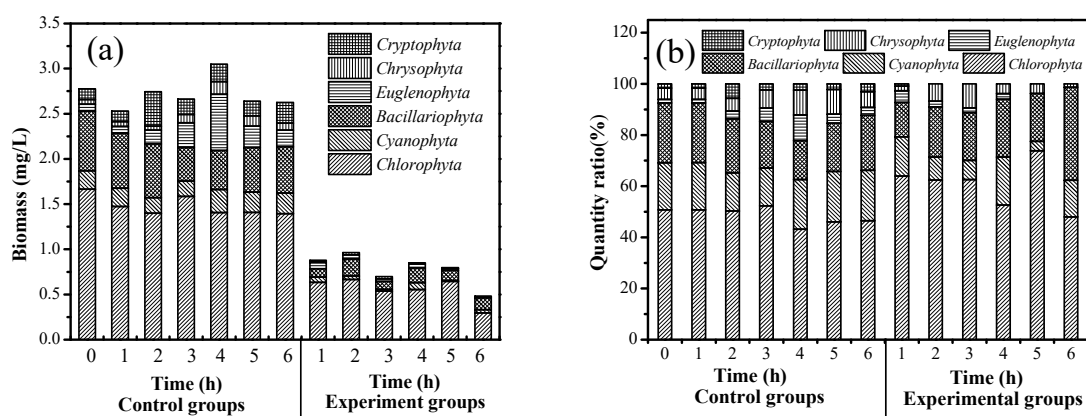 (a)
3.5
3.0
2.5
2.0
1.5
1.0
0.5
0.0
Biomass (mg/L)
Cryptophyta
Chrysophyta
Euglenophyta
Bacillariophyta
Cyanophyta
Chlorophyta
0 1 2 3 4 5 6 1 2 3 4 5 6
Time (h) Time (h)
Control groups Experiment groups
(b)
120
100
80
60
40
20
0
Quantity ratio(%)
Cryptophyta Chrysophyta Euglenophyta
Bacillariophyta Cyanophyta Chlorophyta
0 1 2 3 4 5 6 1 2 3 4 5 6
Time (h) Time (h)
Control groups Experimental groups